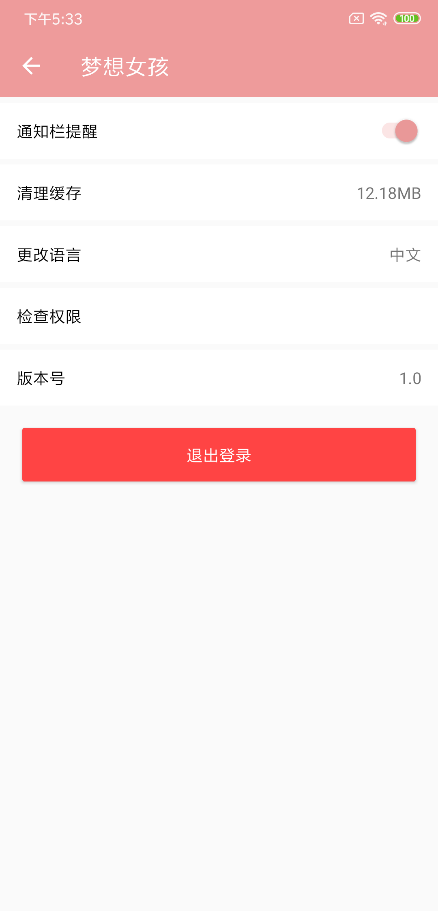 下午5:33
100
梦想女孩
通知栏提醒
清理缓存 12.18MB
更改语言 中文
检查权限
版本号 1.0
退出登录